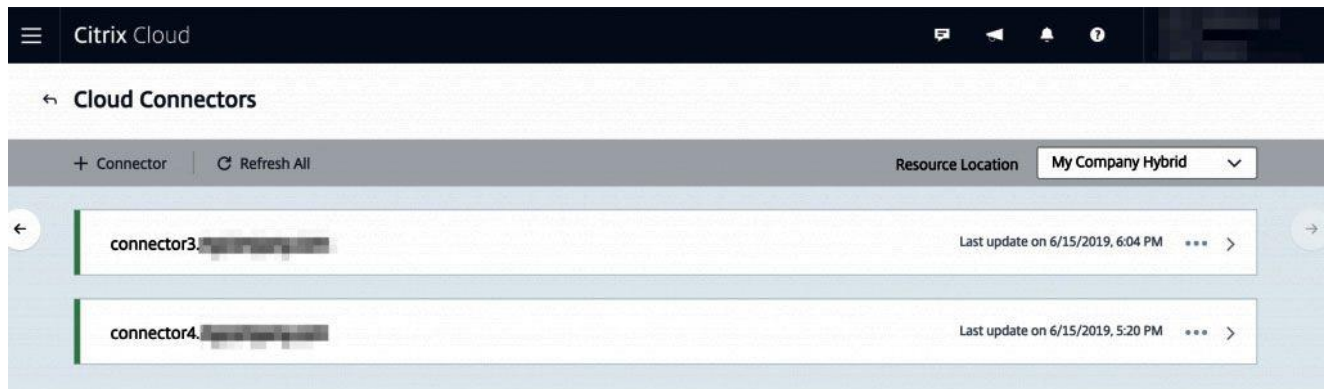 Citrix Cloud
Cloud Connectors
+ Connector Refresh All Resource Location My Company Hybrid
connector3. Last update on 6/15/2019, 6:04 PM
connector4. Last update on 6/15/2019, 5:20 PM